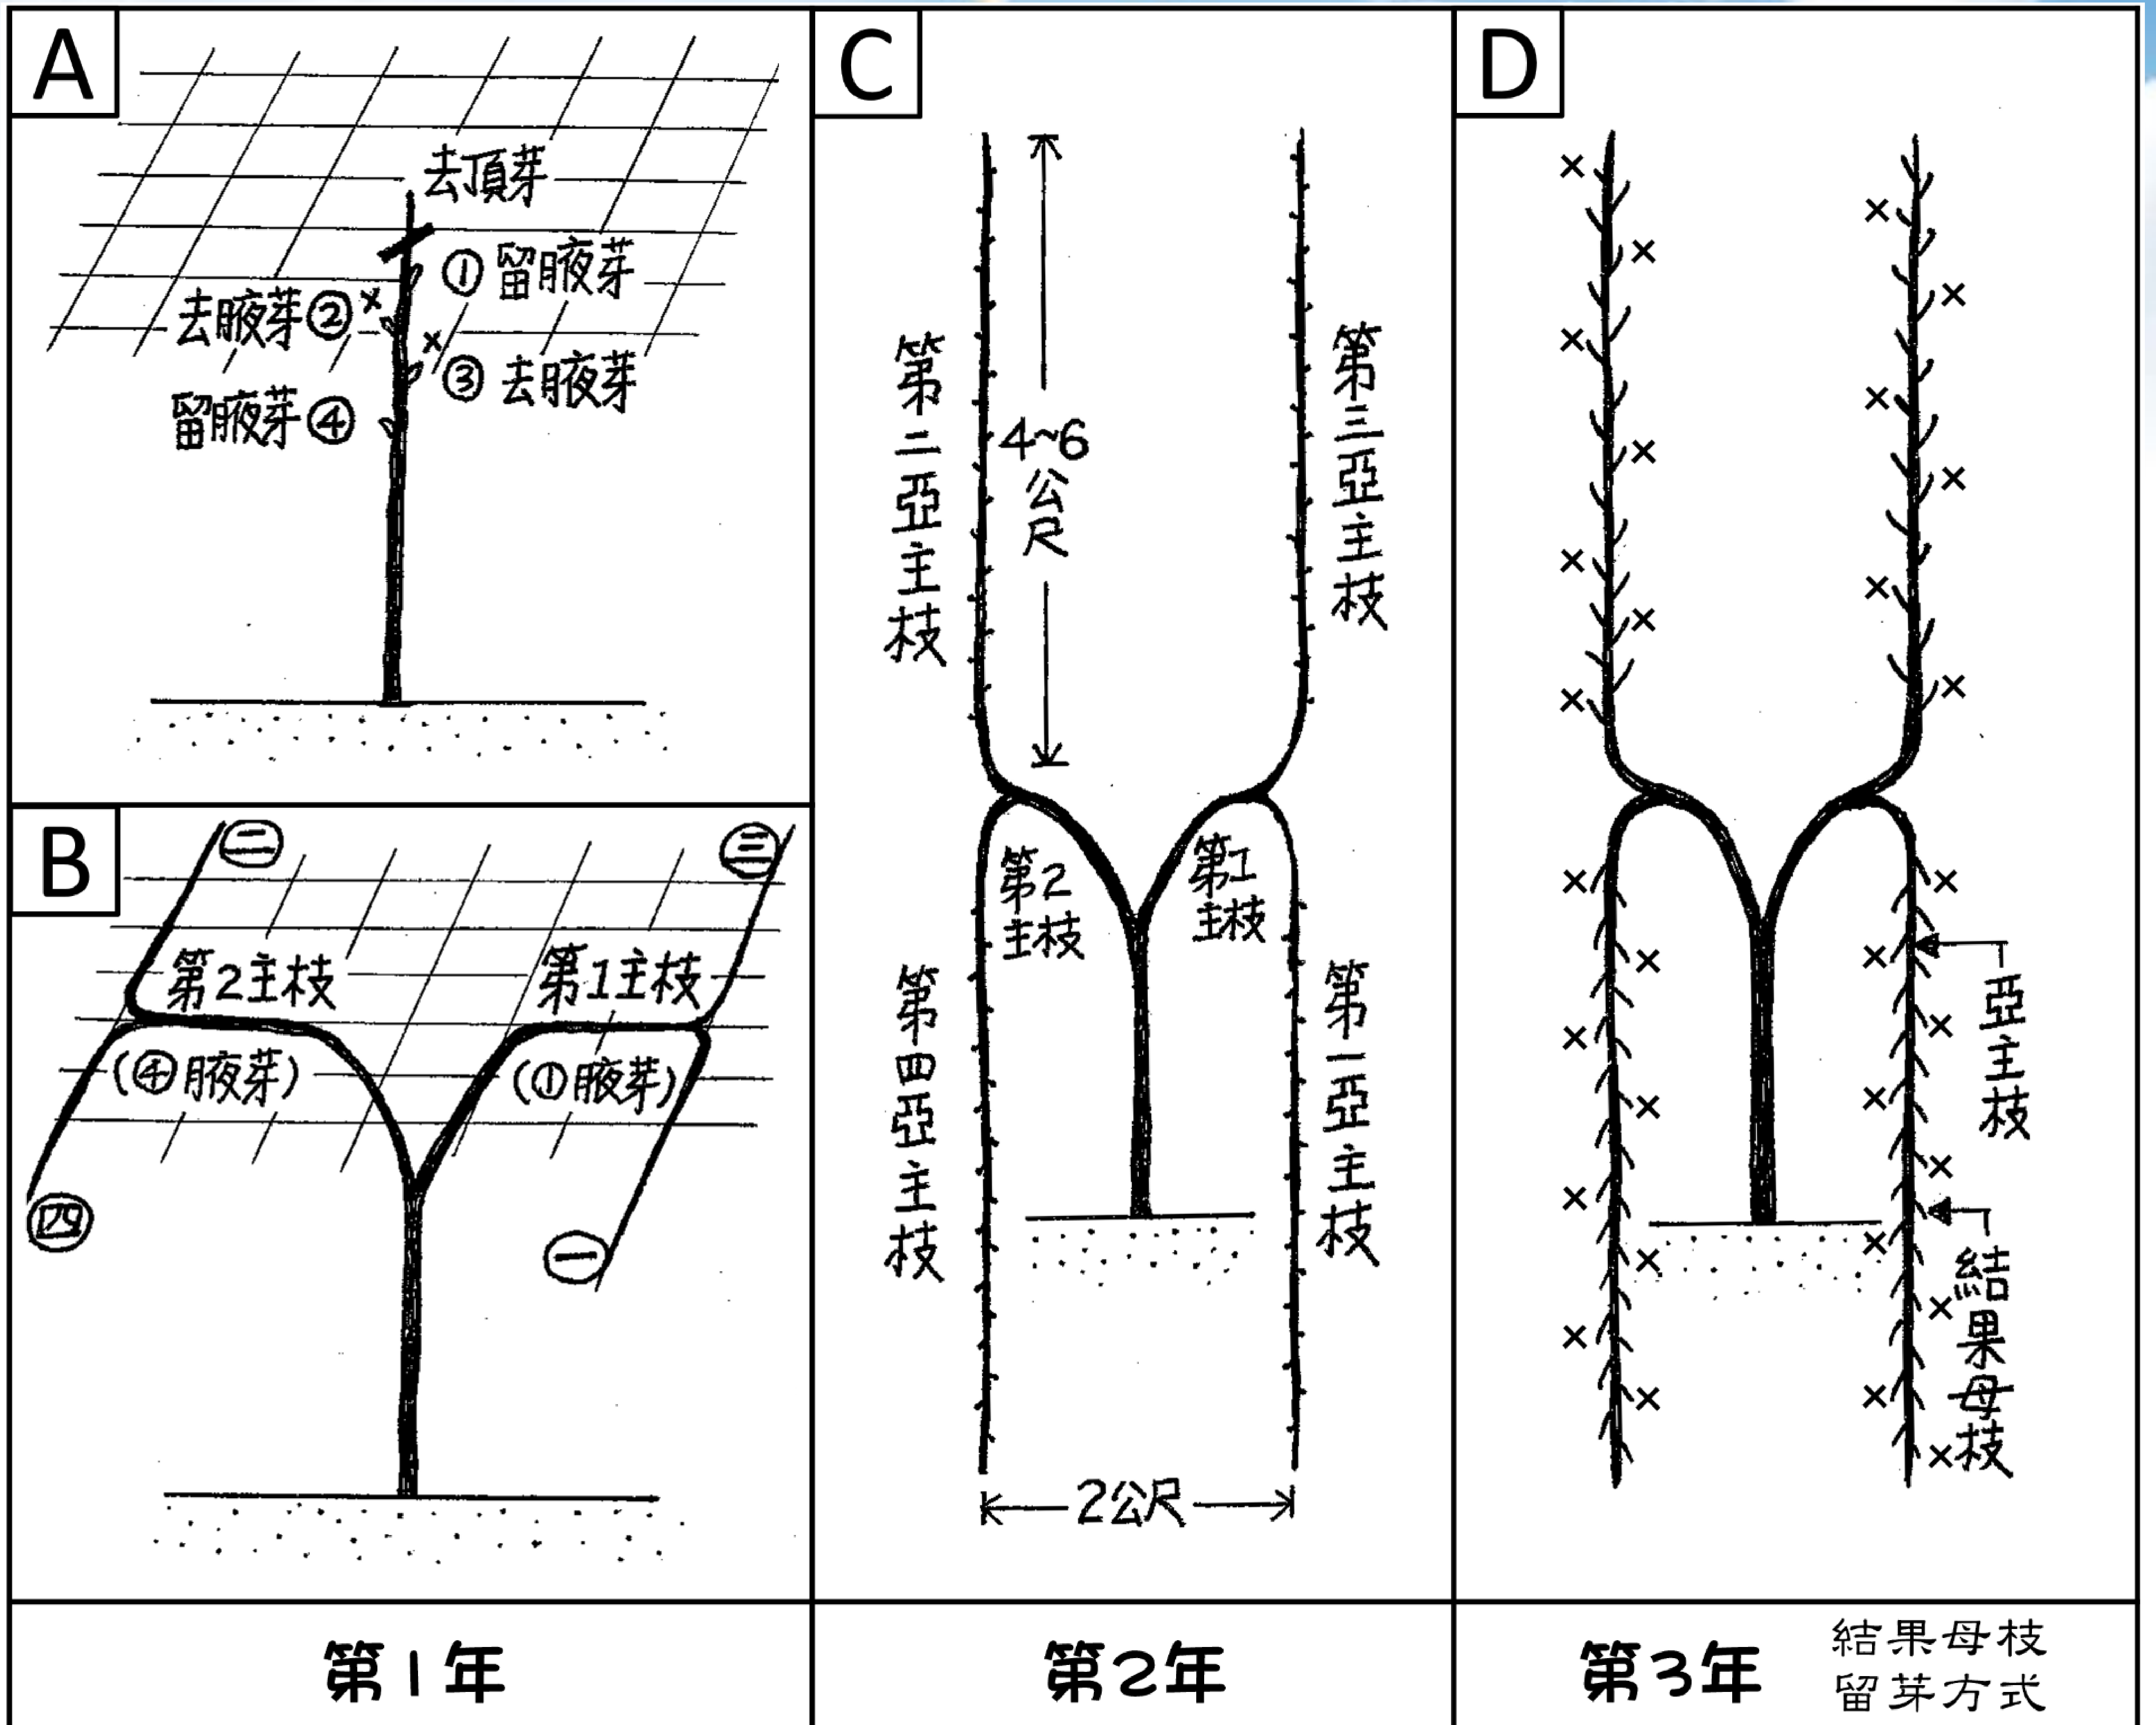 A
去頂芽
①留腋芽
去腋芽②
③去腋芽
留腋芽④
B
㊁
㊂
第2主枝
第1主枝
(④腋芽)
(①腋芽)
㊃
㊀
第1年
C
第二亞主枝
4~6公尺
第三亞主枝
第2
主枝
第1
主枝
第四亞主枝
第一亞主枝
2公尺
第2年
D
亞主枝
結果母枝
第3年
結果母枝
留芽方式